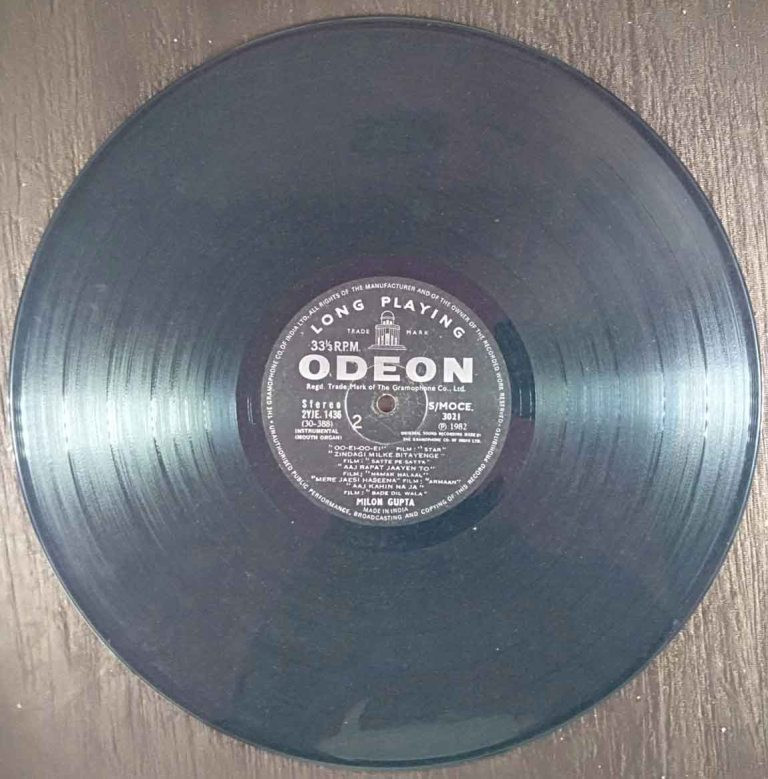 THE GRAMOPHONE CO. OF INDIA LTD. ALL RIGHTS OF THE MANUFACTURER AND OF THE OWNER OF THE RECORDED WORK RESERVED-UNAUTHORISED PUBLIC PERFORMANCE, BROADCASTING AND COPYING OF THIS RECORD PROHIBITED
LONG PLAYING
TRADE MARK
33⅓ R.P.M.
ODEON
Regd. Trade Mark of The Gramophone Co., Ltd.
Stereo S/MOCE.
2YJE. 1436 3021
(30-388) 2 ℗ 1982
INSTRUMENTAL ORIGINAL SOUND RECORDING MADE BY
(MOUTH ORGAN) THE GRAMOPHONE CO. OF INDIA LTD.
"OO-EI-OO-EI" FILM: "STAR"
"ZINDAGI MILKE BITAYENGE"
FILM: "SATTE PE SATTA"
"AAJ RAPAT JAAYEN TO"
FILM: "NAMAK HALAAL"
"MERE JAESI HASEENA" FILM: "ARMAAN"
"AAJ KAHIN NA JA"
FILM: "BADE DIL WALA"
MILON GUPTA
MADE IN INDIA